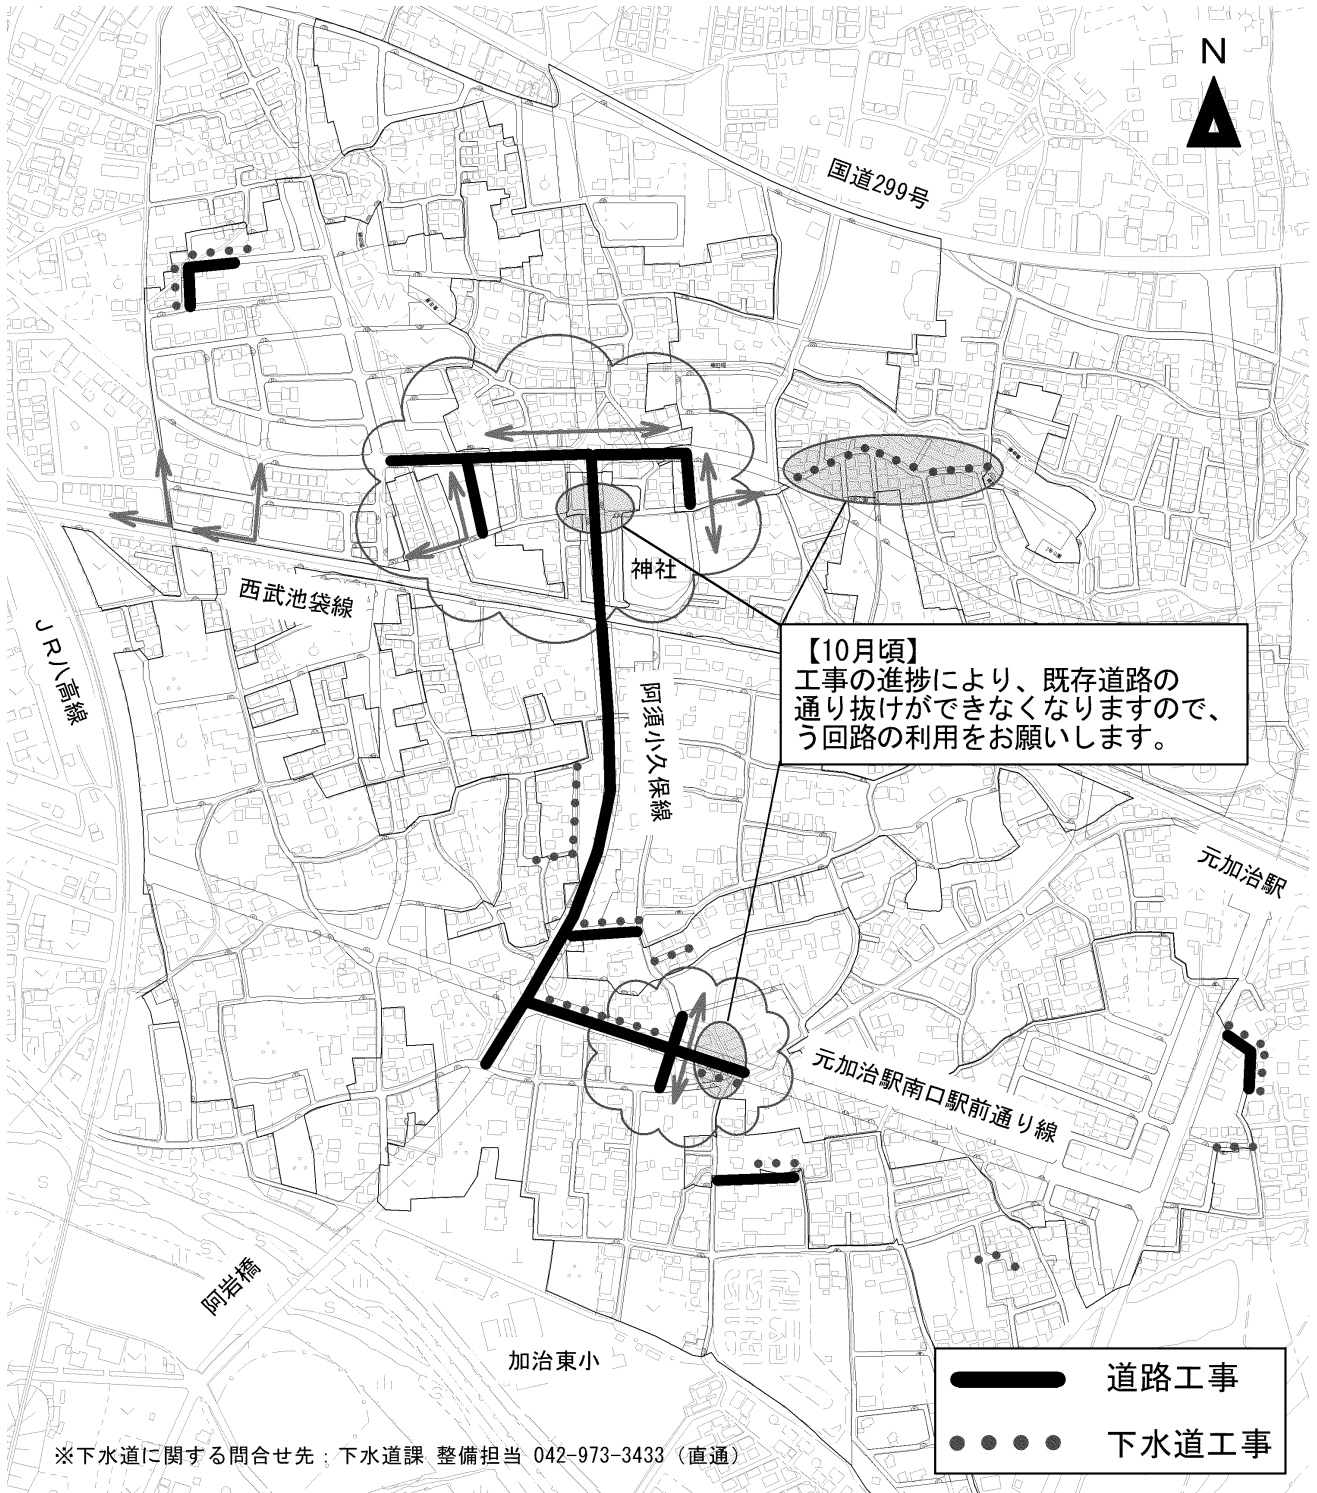 N
国道299号
神社
西武池袋線
JR八高線
【10月頃】
工事の進捗により、既存道路の
通り抜けができなくなりますので、
う回路の利用をお願いします。
阿須小久保線
元加治駅
元加治駅南口駅前通り線
阿岩橋
加治東小
道路工事
下水道工事
※下水道に関する問合せ先：下水道課 整備担当 042-973-3433（直通）